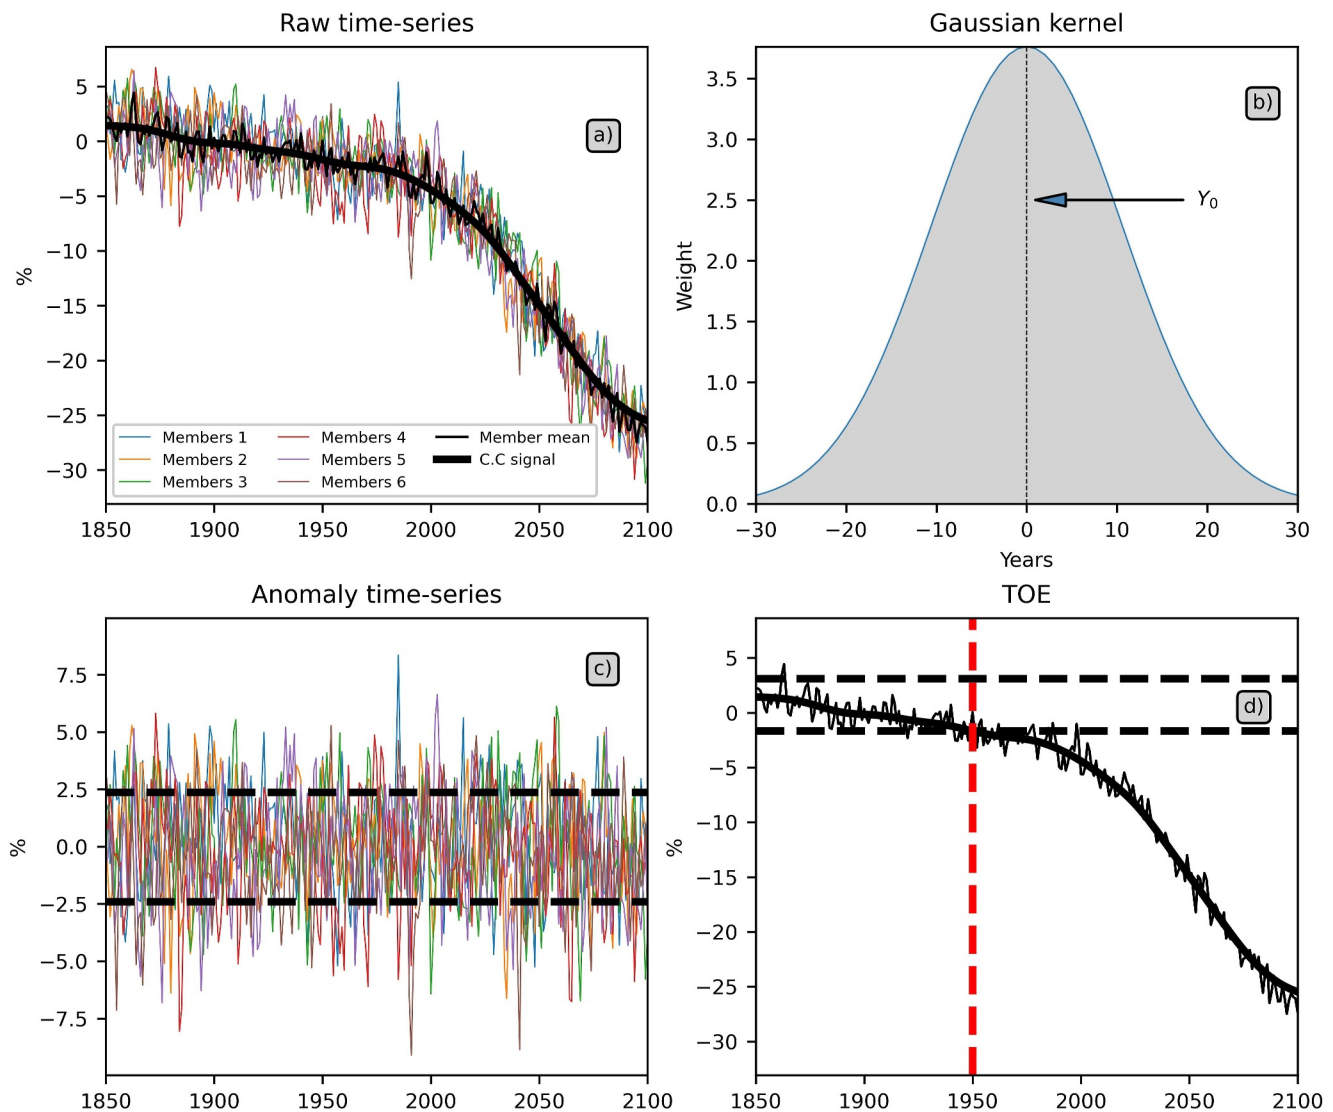 Raw time-series
5
0
−5
−10
−15
−20
−25
−30
%
a)
Members 1
Members 2
Members 3
Members 4
Members 5
Members 6
Member mean
C.C signal
1850 1900 1950 2000 2050 2100
Gaussian kernel
3.5
3.0
2.5
2.0
1.5
1.0
0.5
0.0
Weight
b)
Y₀
−30 −20 −10 0 10 20 30
Years
Anomaly time-series
7.5
5.0
2.5
0.0
−2.5
−5.0
−7.5
%
c)
1850 1900 1950 2000 2050 2100
TOE
5
0
−5
−10
−15
−20
−25
−30
%
d)
1850 1900 1950 2000 2050 2100